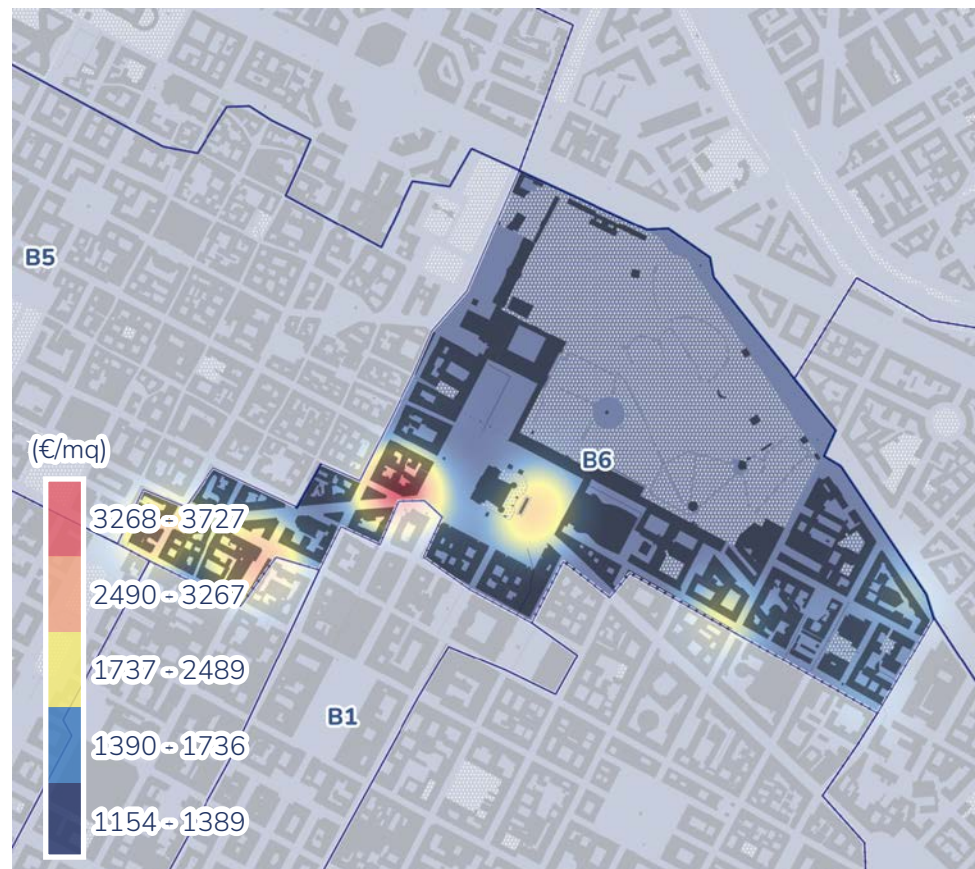 B5
(€/mq)
B6
3268 - 3727
2490 - 3267
1737 - 2489
B1
1390 - 1736
1154 - 1389